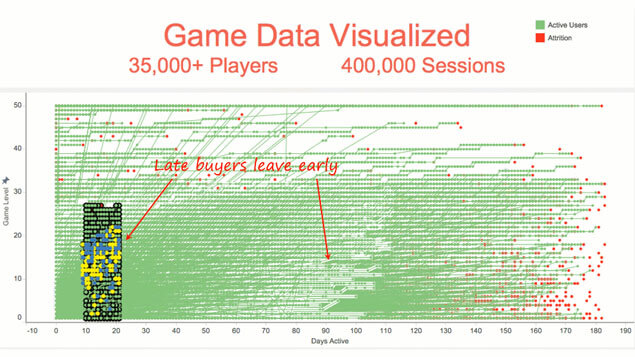 Game Data Visualized
35,000+ Players 400,000 Sessions
Active Users
Attrition
Late buyers leave early
Game Level
50
40
30
20
10
0
-10 0 10 20 30 40 50 60 70 80 90 100 110 120 130 140 150 160 170 180 190
Days Active